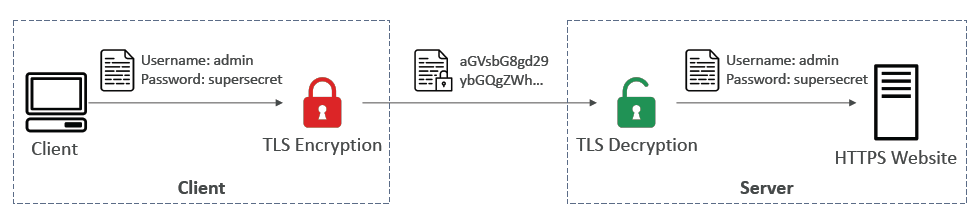 Username: admin
Password: supersecret
Client
TLS Encryption
Client
aGVsbG8gd29
ybGQgZWh...
Username: admin
Password: supersecret
TLS Decryption
HTTPS Website
Server